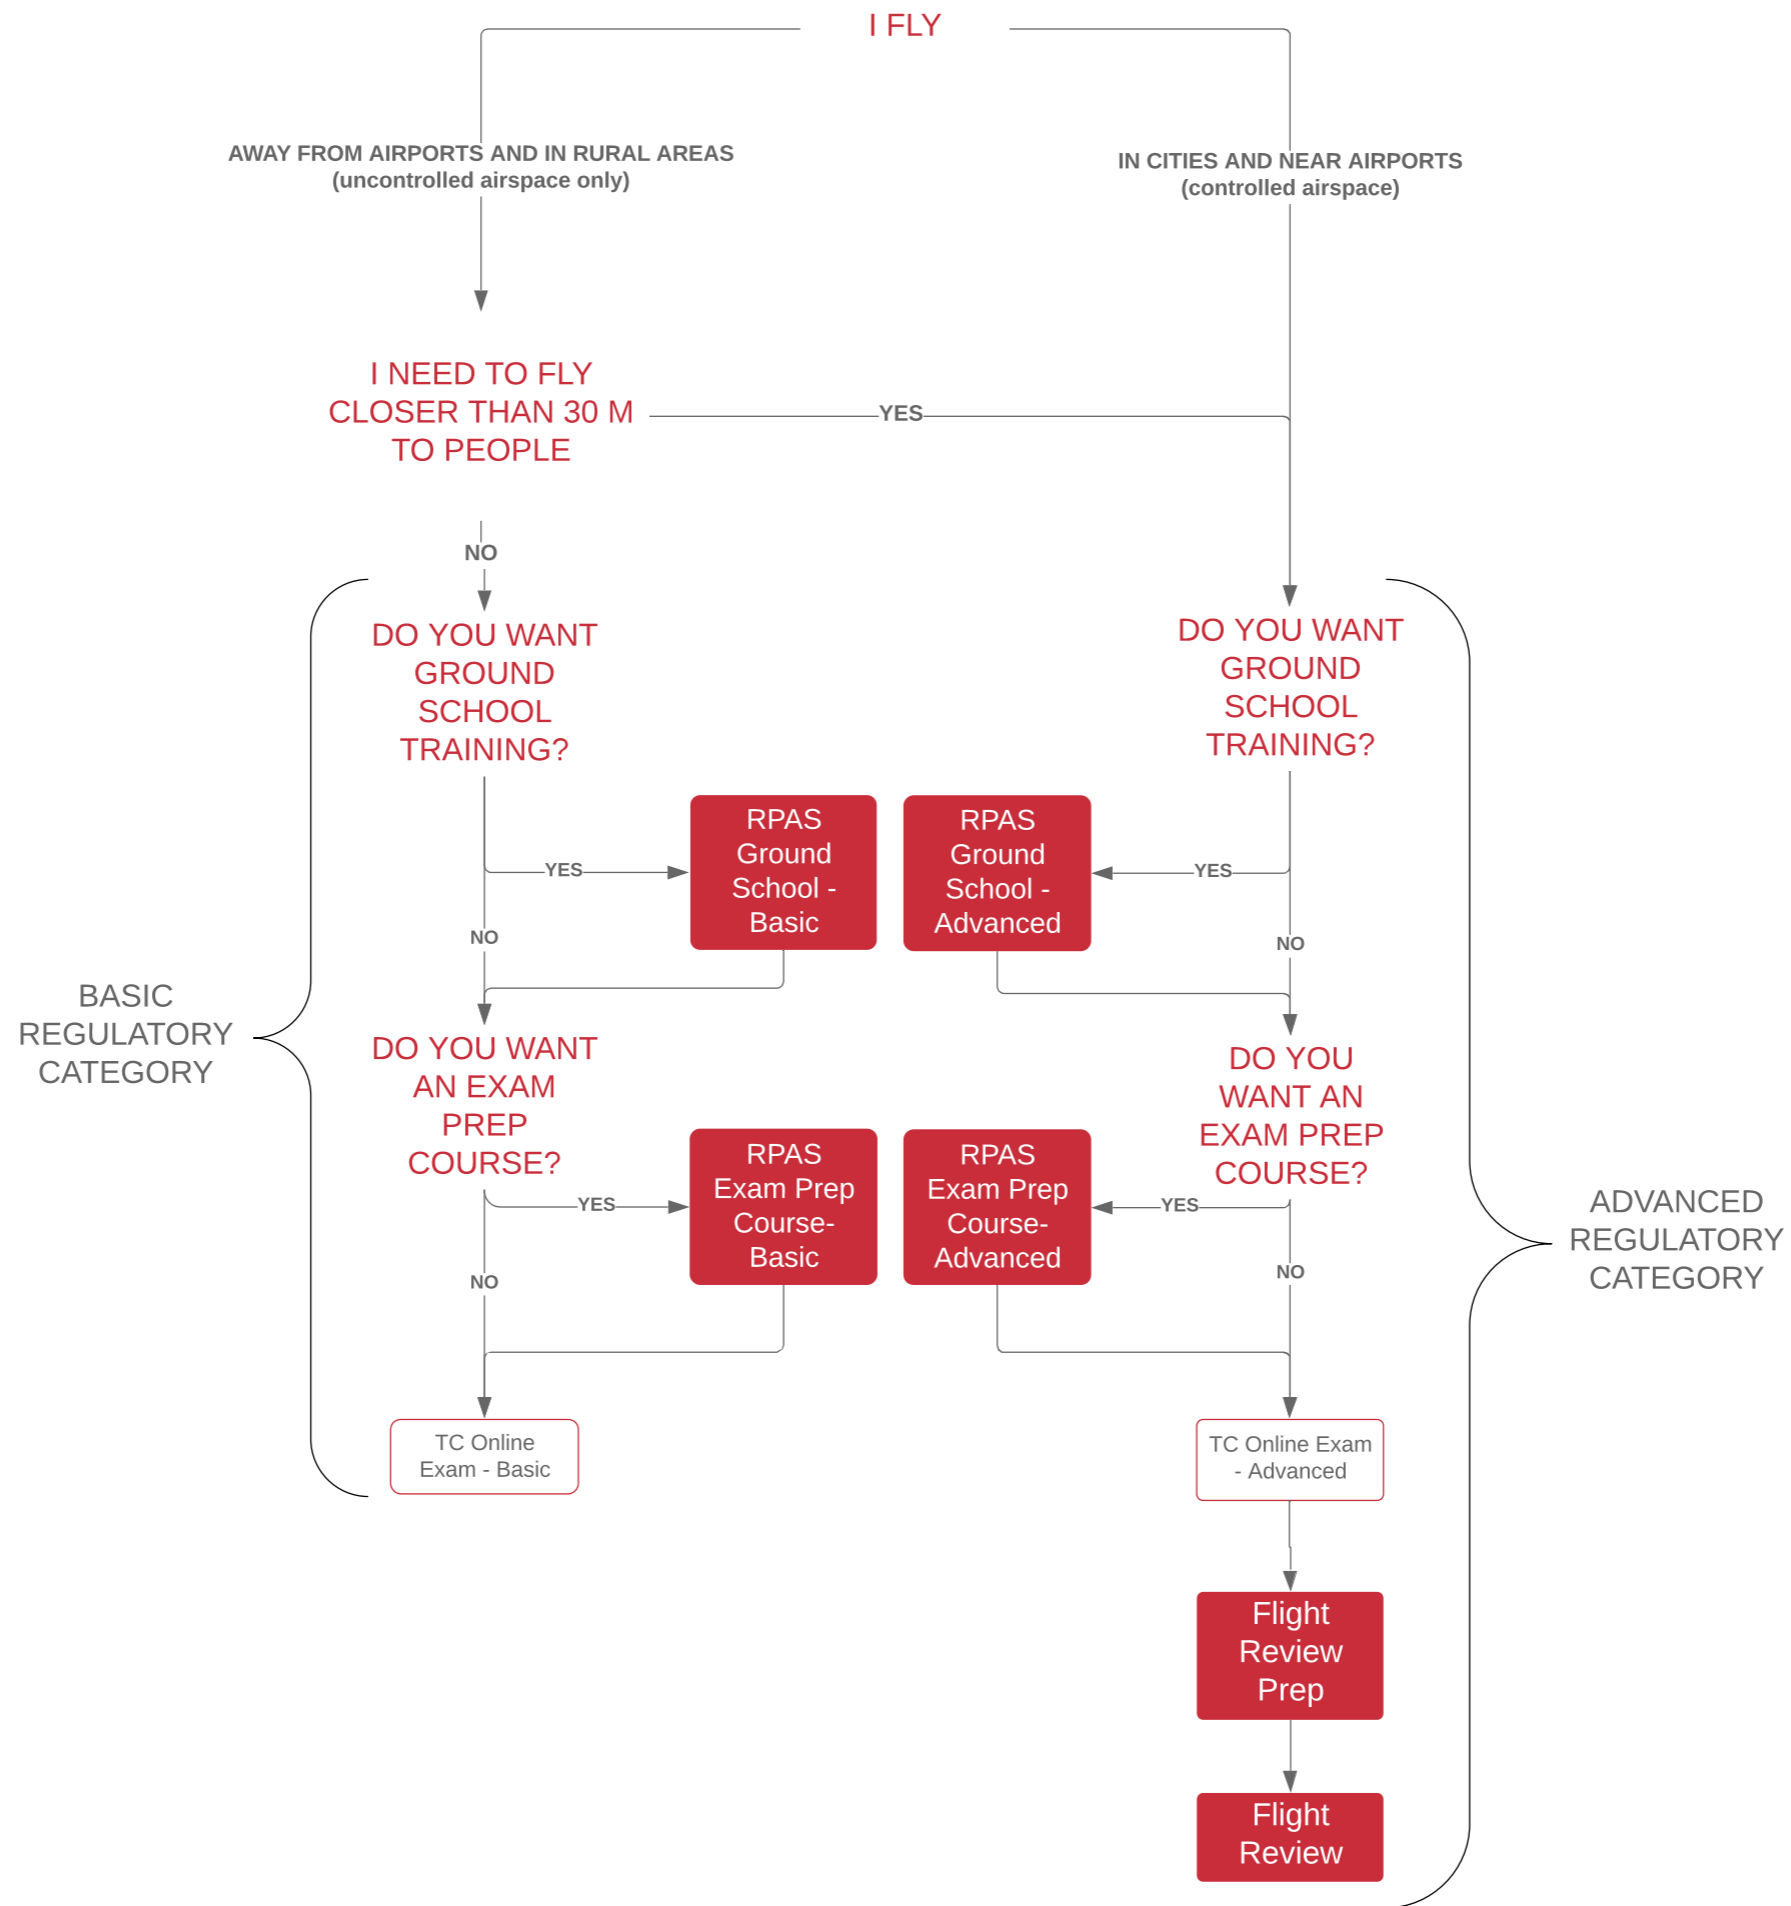 I FLY
AWAY FROM AIRPORTS AND IN RURAL AREAS
(uncontrolled airspace only)
IN CITIES AND NEAR AIRPORTS
(controlled airspace)
I NEED TO FLY
CLOSER THAN 30 M
TO PEOPLE
YES
NO
DO YOU WANT
GROUND
SCHOOL
TRAINING?
DO YOU WANT
GROUND
SCHOOL
TRAINING?
RPAS
Ground
School -
Basic
RPAS
Ground
School -
Advanced
YES
YES
NO
NO
BASIC
REGULATORY
CATEGORY
DO YOU WANT
AN EXAM
PREP
COURSE?
DO YOU
WANT AN
EXAM PREP
COURSE?
RPAS
Exam Prep
Course-
Basic
RPAS
Exam Prep
Course-
Advanced
YES
YES
NO
NO
ADVANCED
REGULATORY
CATEGORY
TC Online
Exam - Basic
TC Online Exam
- Advanced
Flight
Review
Prep
Flight
Review